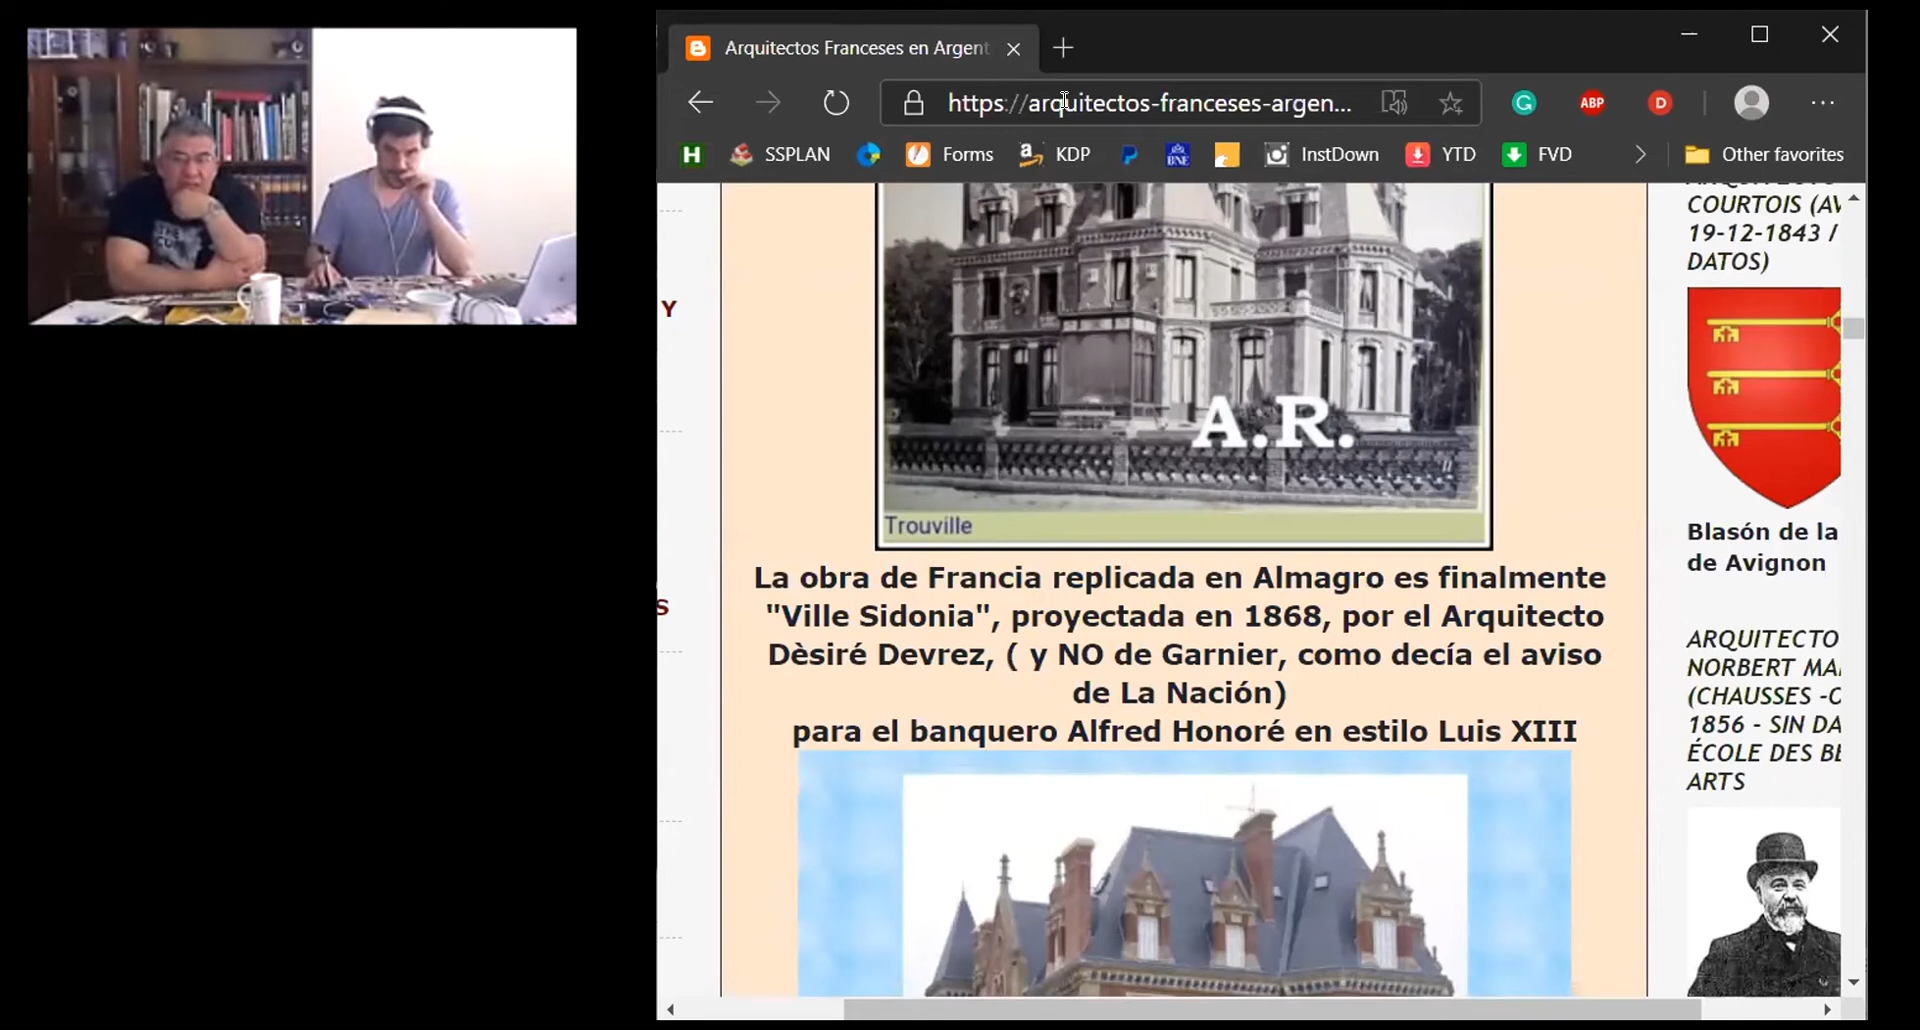 Arquitectos Franceses en Argent
https://arquitectos-franceses-argen...
ABP
D
H
SSPLAN
Forms
KDP
BNE
InstDown
YTD
FVD
Other favorites
Y
S
A.R.
Trouville
La obra de Francia replicada en Almagro es finalmente
"Ville Sidonia", proyectada en 1868, por el Arquitecto
Dèsiré Devrez, ( y NO de Garnier, como decía el aviso
de La Nación)
para el banquero Alfred Honoré en estilo Luis XIII
COURTOIS (AV
19-12-1843 /
DATOS)
Blasón de la
de Avignon
ARQUITECTO
NORBERT MA
(CHAUSSES -O
1856 - SIN DA
ÉCOLE DES BE
ARTS